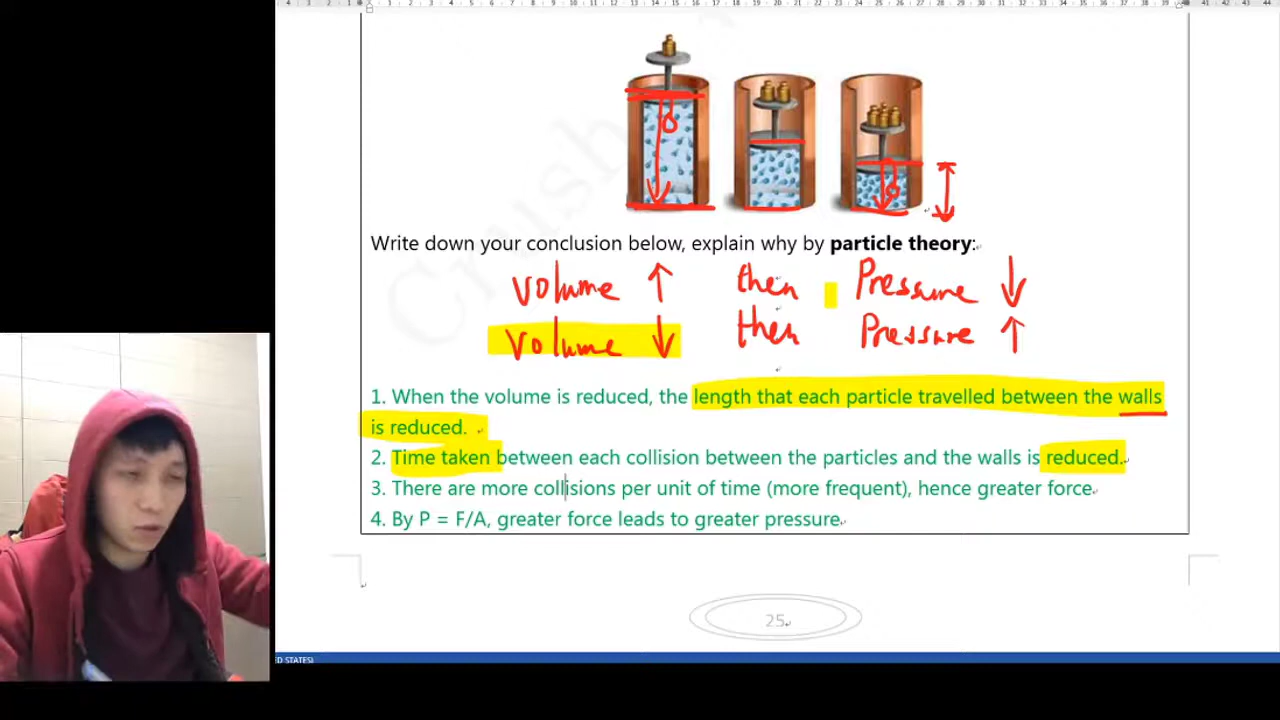 Crush
Write down your conclusion below, explain why by particle theory:
volume ↑ then Pressure ↓
volume ↓ then Pressure ↑
1. When the volume is reduced, the length that each particle travelled between the walls
is reduced.
2. Time taken between each collision between the particles and the walls is reduced.
3. There are more collisions per unit of time (more frequent), hence greater force.
4. By P = F/A, greater force leads to greater pressure.
25
D STATES)